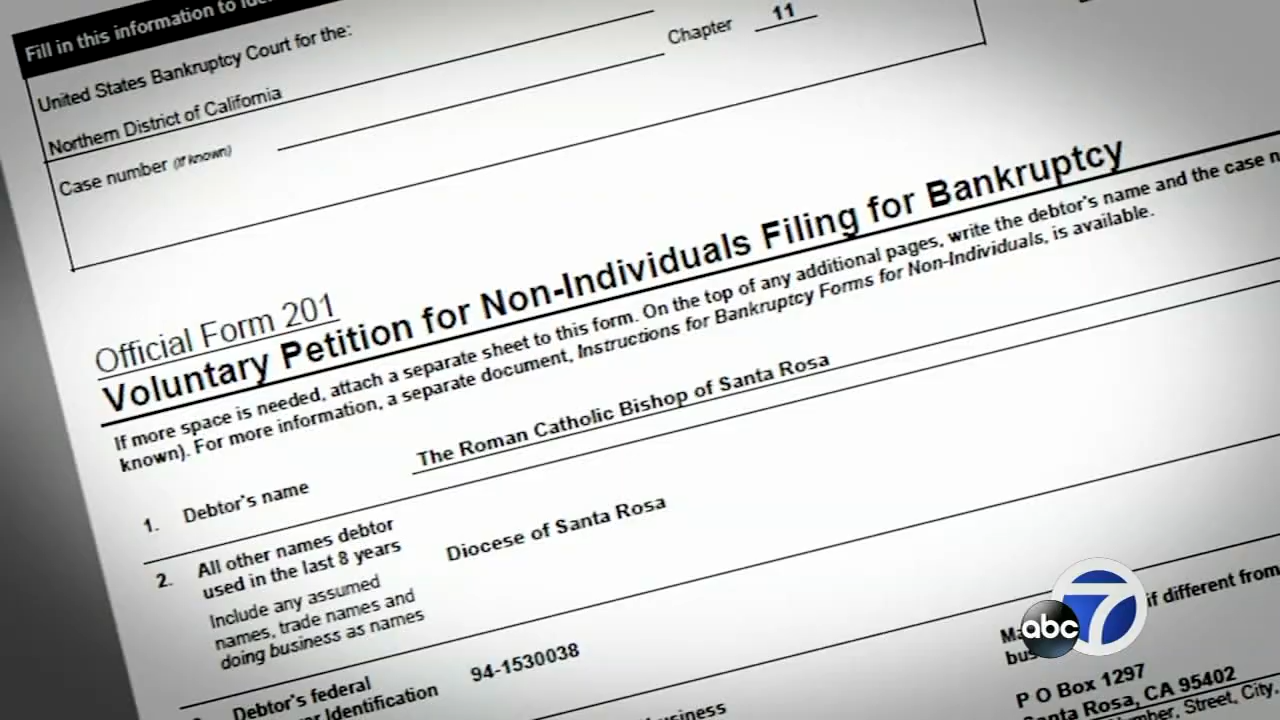 Fill in this information to
United States Bankruptcy Court for the:
Northern District of California
Case number (If known)
Chapter 11
Official Form 201
Voluntary Petition for Non-Individuals Filing for Bankruptcy
If more space is needed, attach a separate sheet to this form. On the top of any additional pages, write the debtor's name and the case
known). For more information, a separate document, Instructions for Bankruptcy Forms for Non-Individuals, is available.
1. Debtor's name
The Roman Catholic Bishop of Santa Rosa
2. All other names debtor
used in the last 8 years
Include any assumed
names, trade names and
doing business as names
Diocese of Santa Rosa
Debtor's federal
Identification
94-1530038
business
if different from
P O Box 1297
Santa Rosa, CA 95402
Street, City,
abc 7